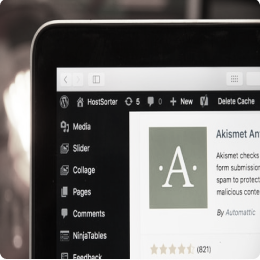 HostSorter 5 0 + New Delete Cache
Media
Slider
Collage
Pages
Comments
NinjaTables
Feedback
·A·
Akismet An
Akismet checks
form submission
spam to protect
malicious conte
By Automattic
(821)